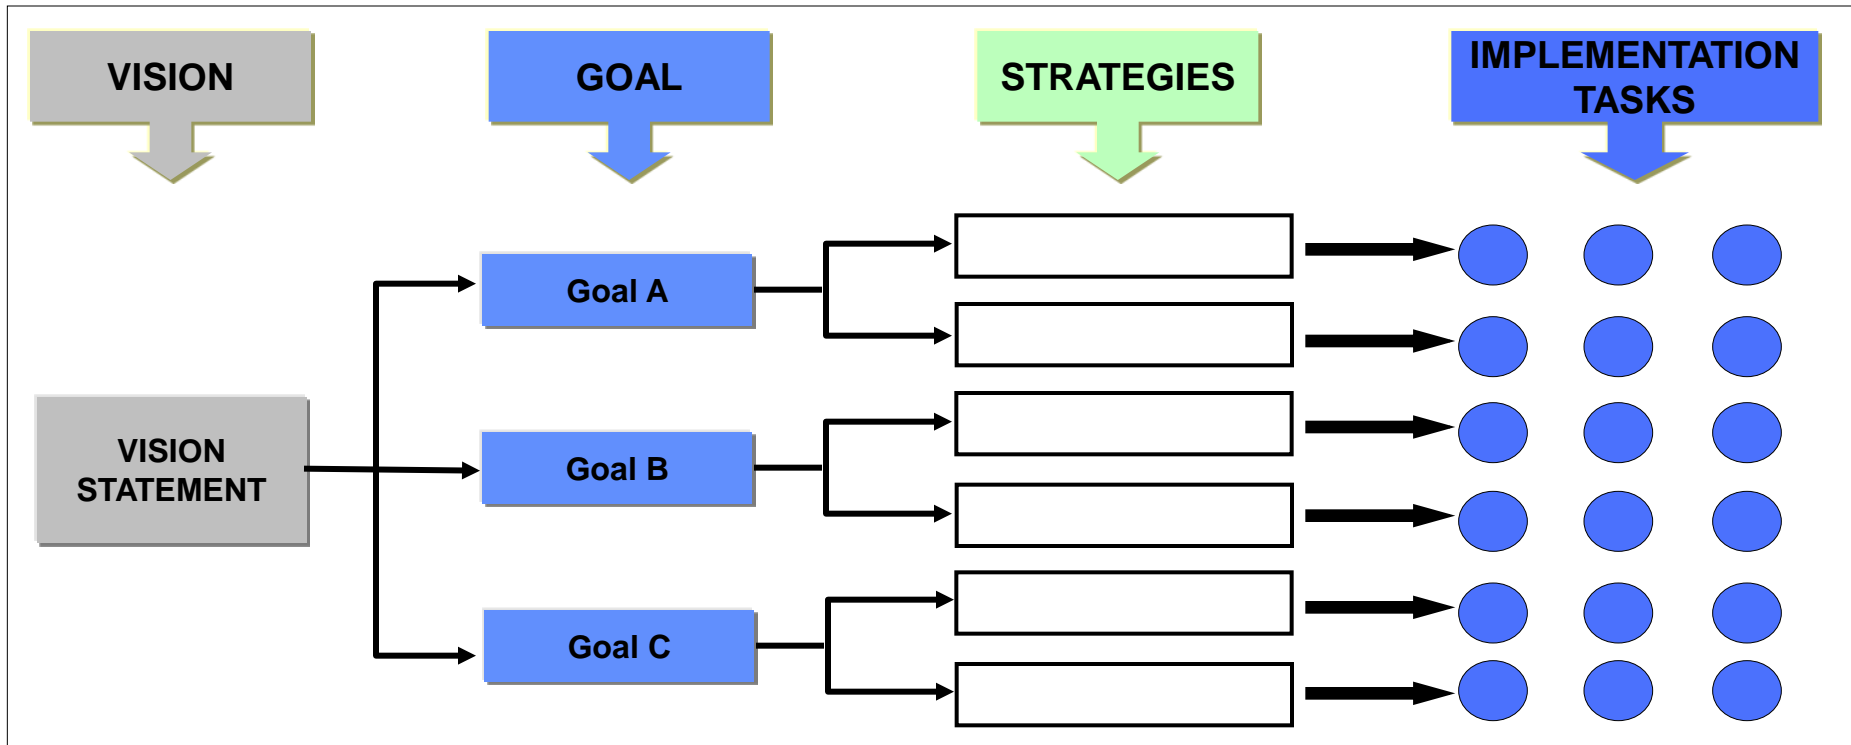 VISION
GOAL
STRATEGIES
IMPLEMENTATION
TASKS
Goal A
VISION
STATEMENT
Goal B
Goal C